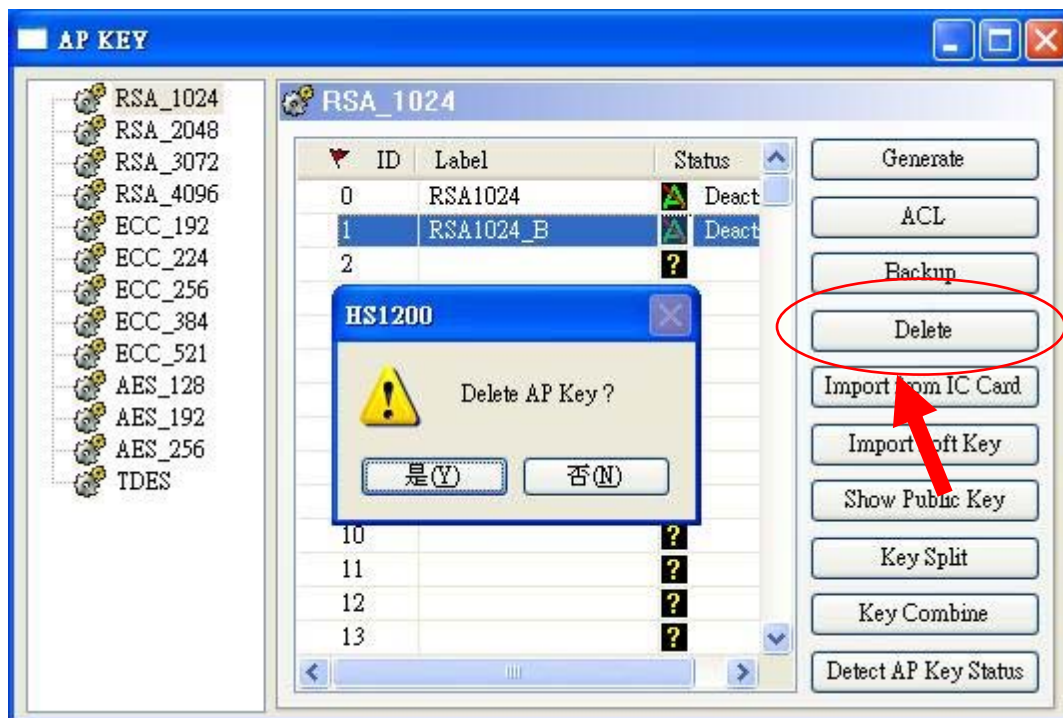 AP KEY
RSA_1024
RSA_2048
RSA_3072
RSA_4096
ECC_192
ECC_224
ECC_256
ECC_384
ECC_521
AES_128
AES_192
AES_256
TDES
RSA_1024
ID Label Status
0 RSA1024 Deact
1 RSA1024_B Deact
2 ?
HS1200
Delete AP Key ?
是(Y) 否(N)
10 ?
11 ?
12 ?
13 ?
Generate
ACL
Backup
Delete
Import from IC Card
Import Soft Key
Show Public Key
Key Split
Key Combine
Detect AP Key Status